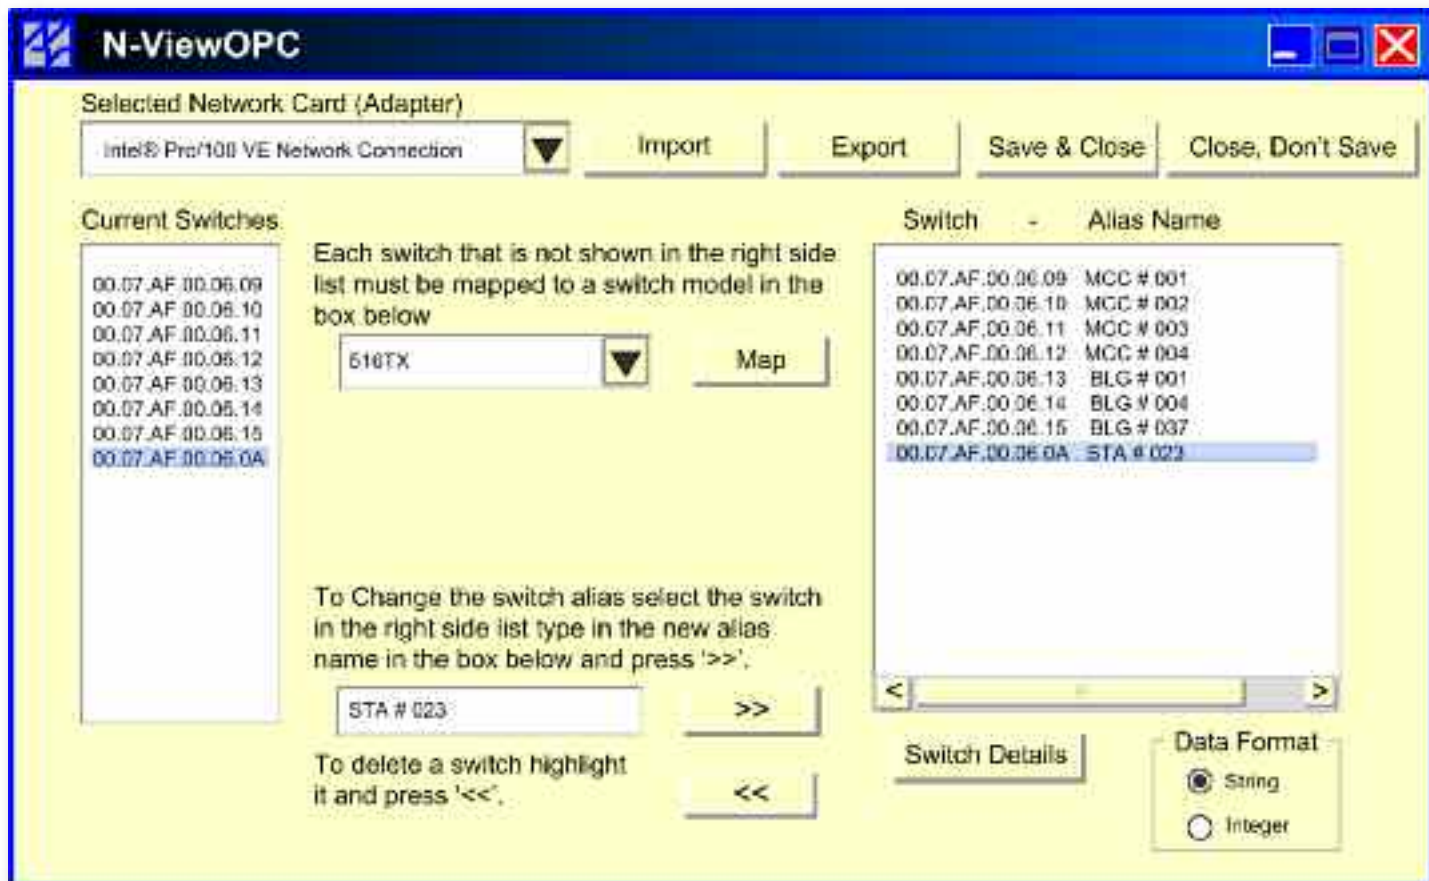 N-ViewOPC
Selected Network Card (Adapter)
Intel® Pro/100 VE Network Connection
Import
Export
Save & Close
Close, Don't Save
Current Switches
00.07.AF.00.06.09
00.07.AF.00.06.10
00.07.AF.00.06.11
00.07.AF.00.06.12
00.07.AF.00.06.13
00.07.AF.00.06.14
00.07.AF.00.06.15
00.07.AF.00.06.0A
Each switch that is not shown in the right side
list must be mapped to a switch model in the
box below
516TX
Map
To Change the switch alias select the switch
in the right side list type in the new alias
name in the box below and press '>>'.
STA # 023
>>
To delete a switch highlight
it and press '<<'.
<<
Switch - Alias Name
00.07.AF.00.06.09 MCC # 001
00.07.AF.00.06.10 MCC # 002
00.07.AF.00.06.11 MCC # 003
00.07.AF.00.06.12 MCC # 004
00.07.AF.00.06.13 BLG # 001
00.07.AF.00.06.14 BLG # 004
00.07.AF.00.06.15 BLG # 037
00.07.AF.00.06.0A STA # 023
< >
Switch Details
Data Format
String
Integer